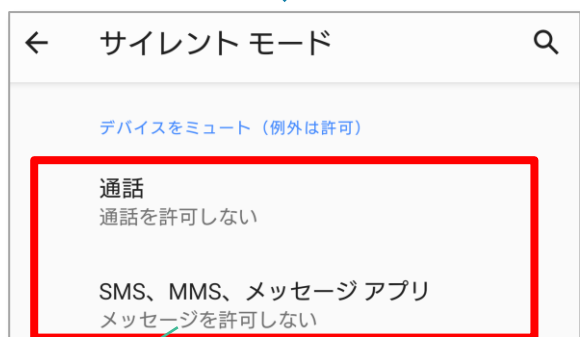 サイレント モード
デバイスをミュート（例外は許可）
通話
通話を許可しない
SMS、MMS、メッセージ アプリ
メッセージを許可しない